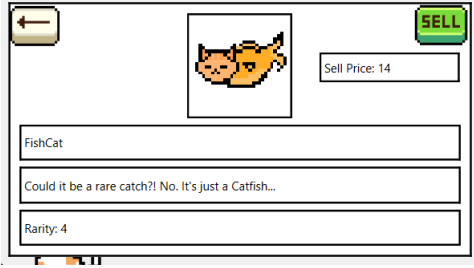 SELL
Sell Price: 14
FishCat
Could it be a rare catch?! No. It's just a Catfish...
Rarity: 4